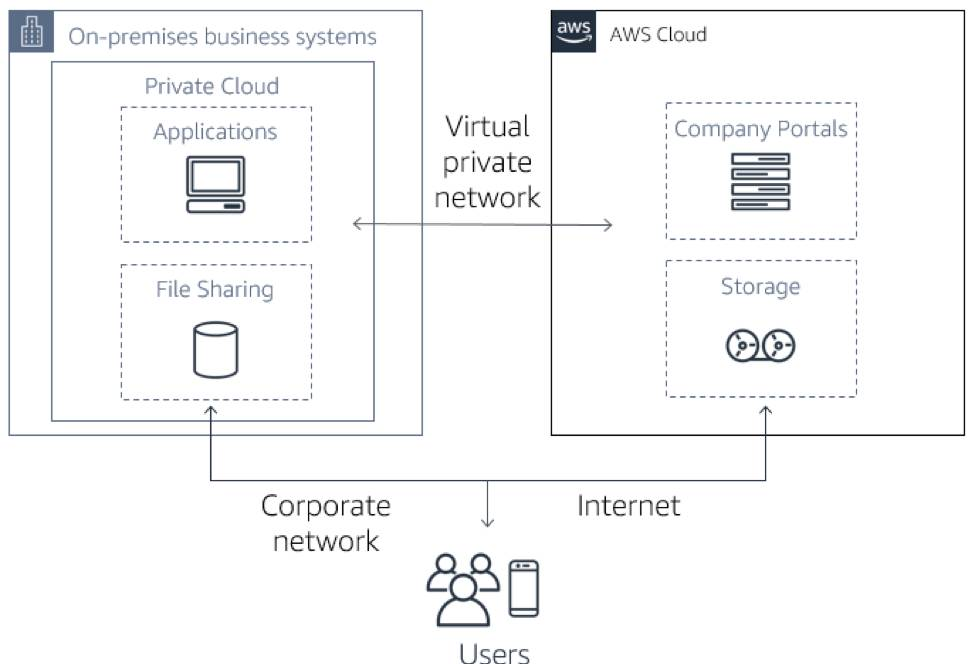 On-premises business systems
Private Cloud
Applications
File Sharing
Virtual
private
network
aws
AWS Cloud
Company Portals
Storage
Corporate
network
Internet
Users